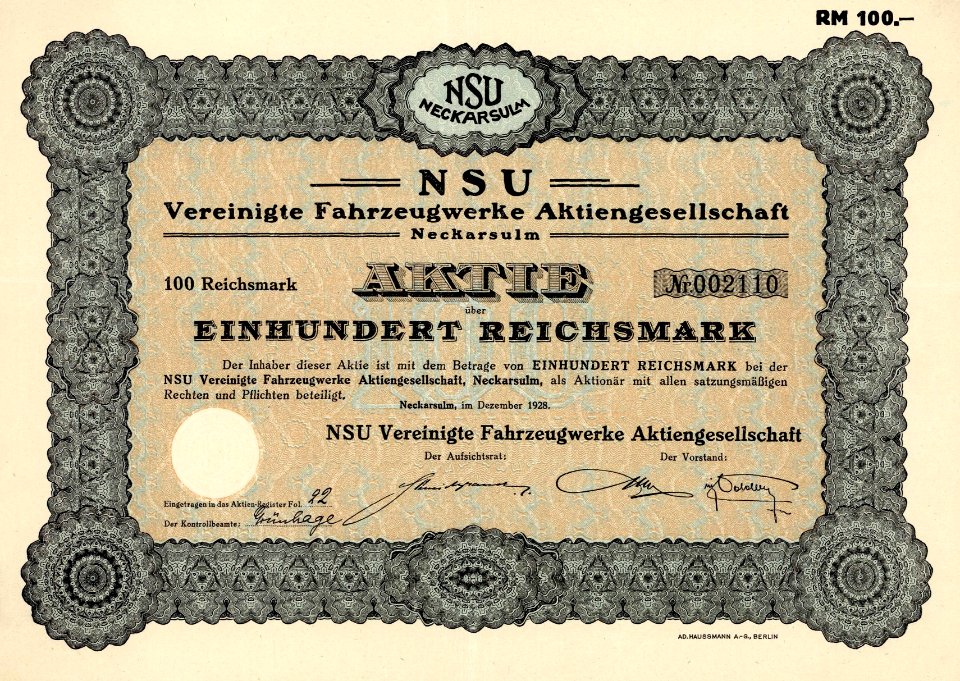 RM 100.—
NSU
NECKARSULM
NSU
Vereinigte Fahrzeugwerke Aktiengesellschaft
Neckarsulm
100 Reichsmark
AKTIE
Nr. 002110
über
EINHUNDERT REICHSMARK
Der Inhaber dieser Aktie ist mit dem Betrage von EINHUNDERT REICHSMARK bei der
NSU Vereinigte Fahrzeugwerke Aktiengesellschaft, Neckarsulm, als Aktionär mit allen satzungsmäßigen
Rechten und Pflichten beteiligt.
Neckarsulm, im Dezember 1928.
NSU Vereinigte Fahrzeugwerke Aktiengesellschaft
Der Aufsichtsrat:
Der Vorstand:
Eingetragen in das Aktien-Register Fol. 22
Der Kontrollbeamte: Grünhage
AD. HAUSSMANN A.-G., BERLIN